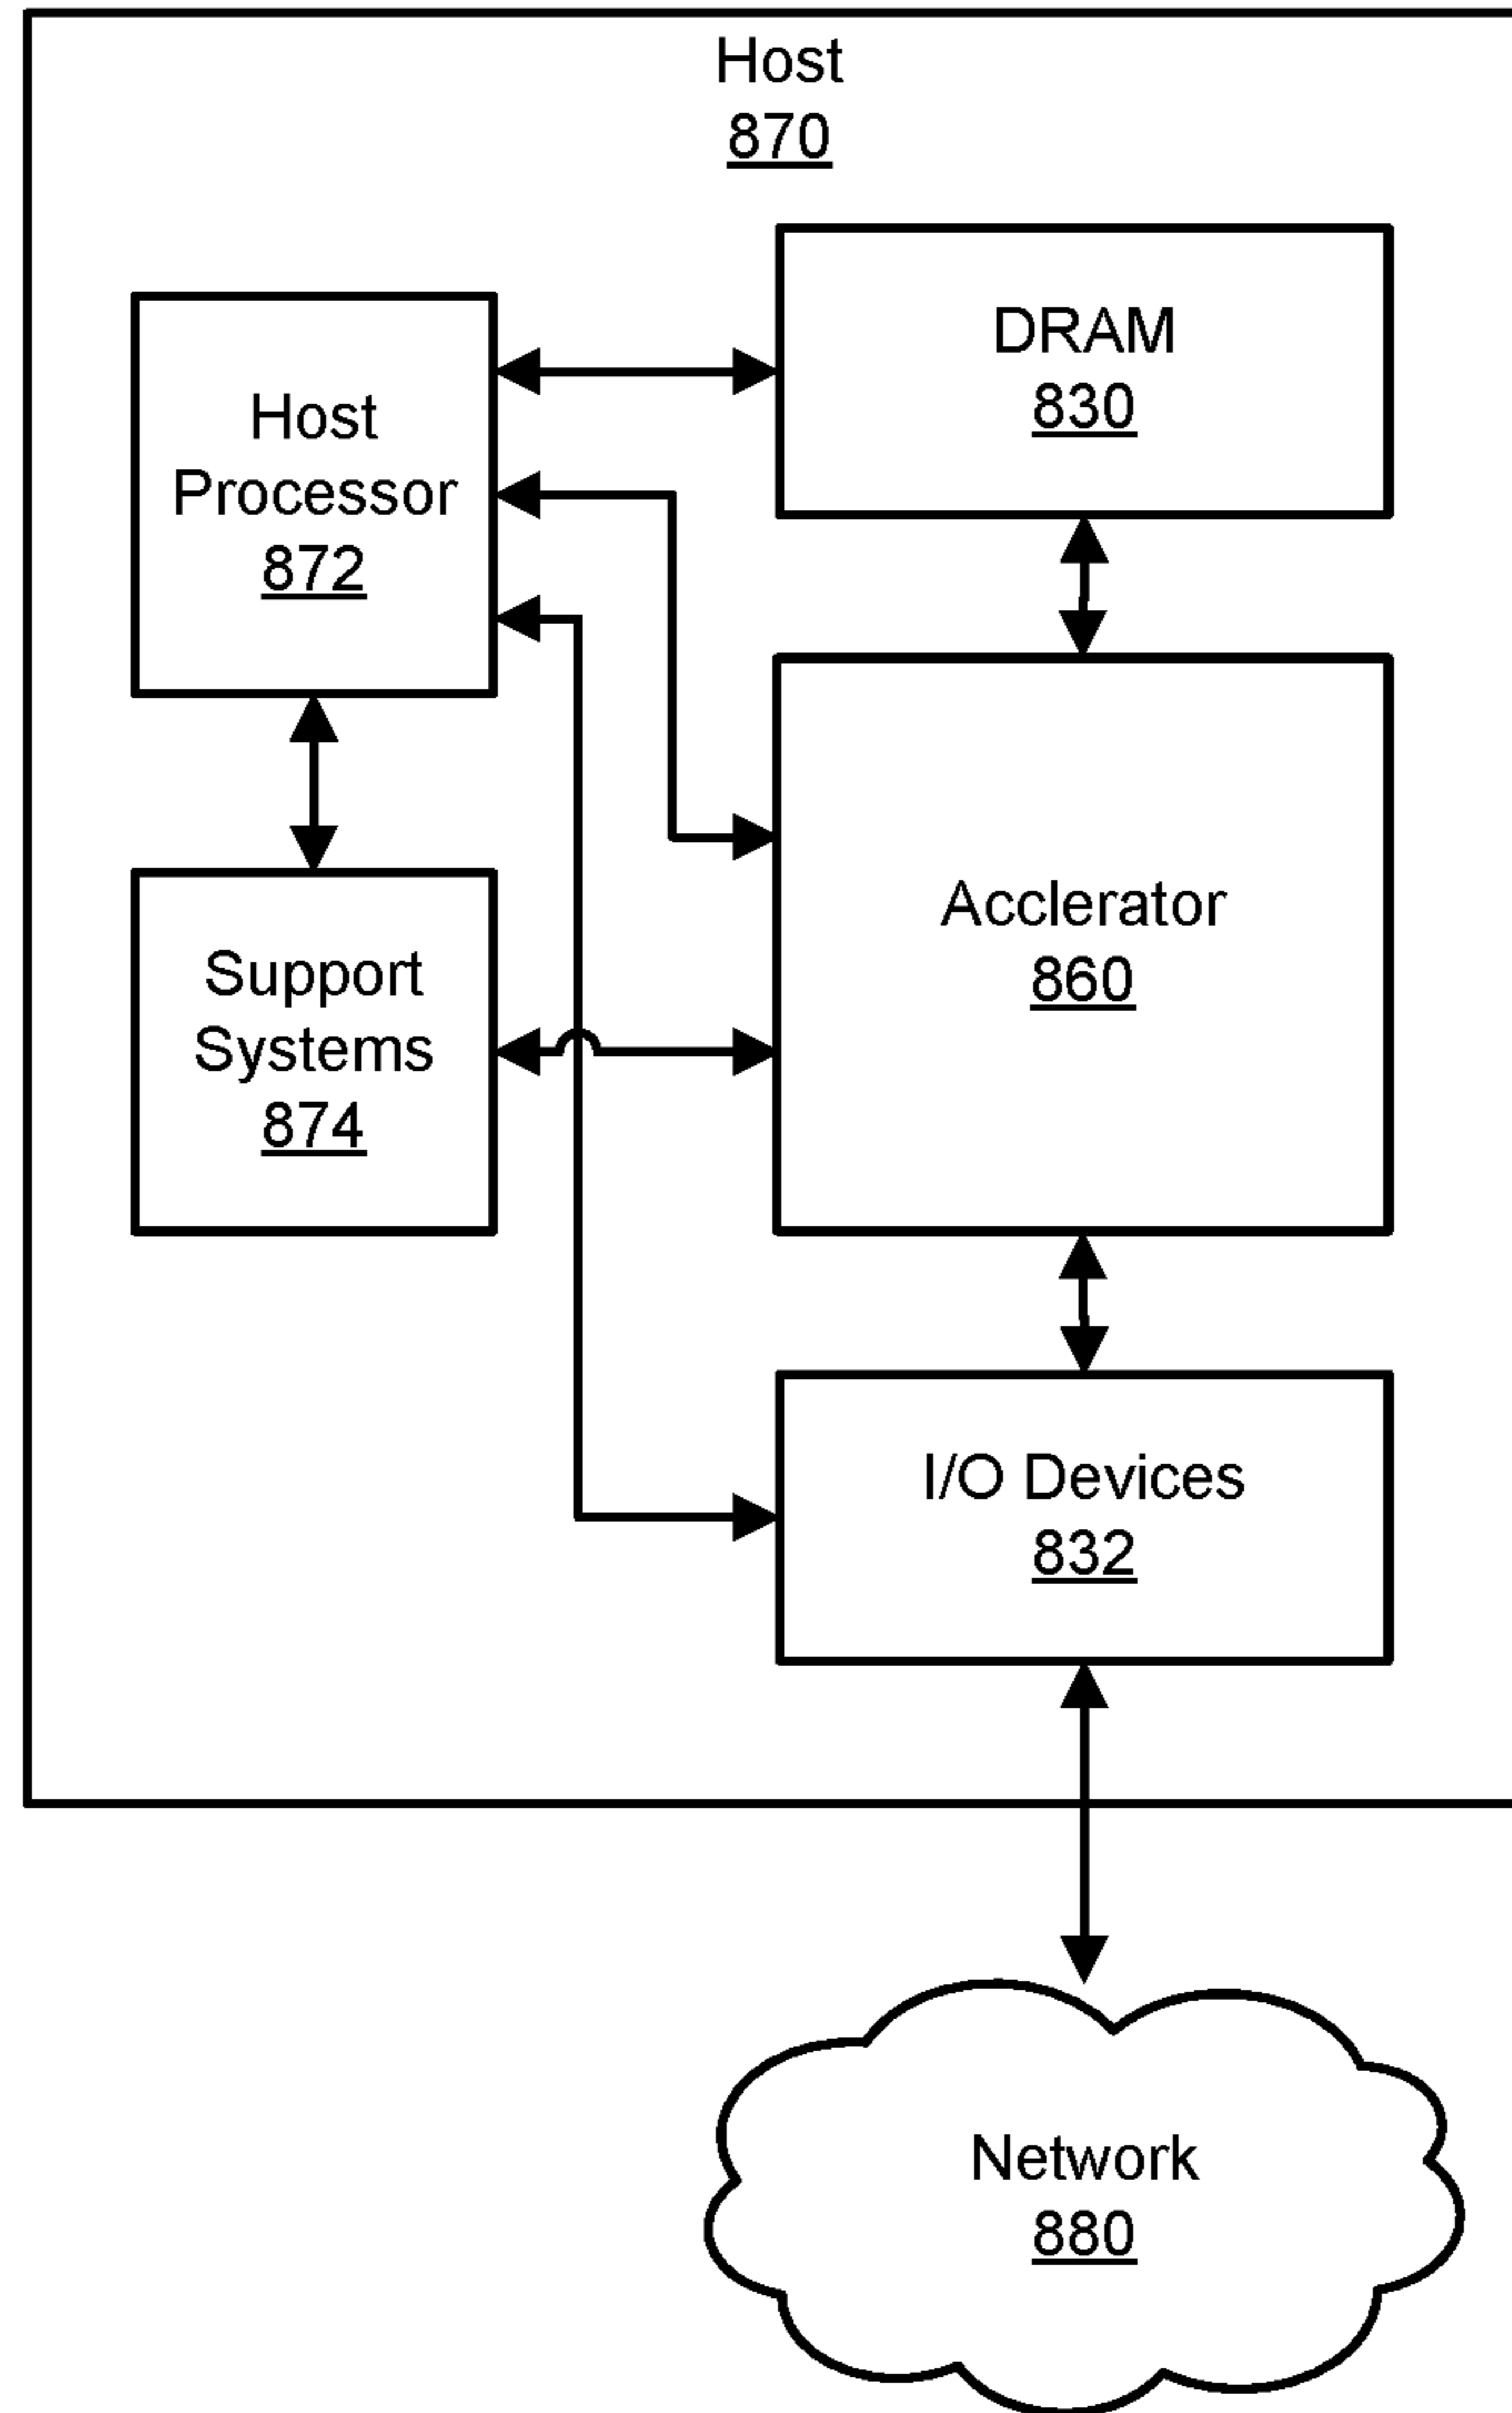 Host
870
DRAM
830
Host
Processor
872
Acclerator
860
Support
Systems
874
I/O Devices
832
Network
880